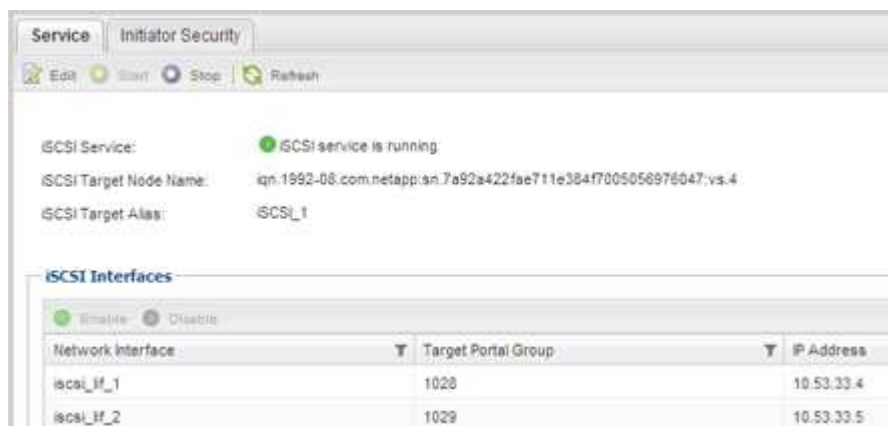 Service Initiator Security
Edit Start Stop Refresh
iSCSI Service: iSCSI service is running
iSCSI Target Node Name: iqn.1992-08.com.netapp:sn.7a92a422fae711e384f7005056976047:vs.4
iSCSI Target Alias: iSCSI_1
iSCSI Interfaces
Enable Disable
Network Interface Target Portal Group IP Address
iscsi_lif_1 1028 10.53.33.4
iscsi_lif_2 1029 10.53.33.5